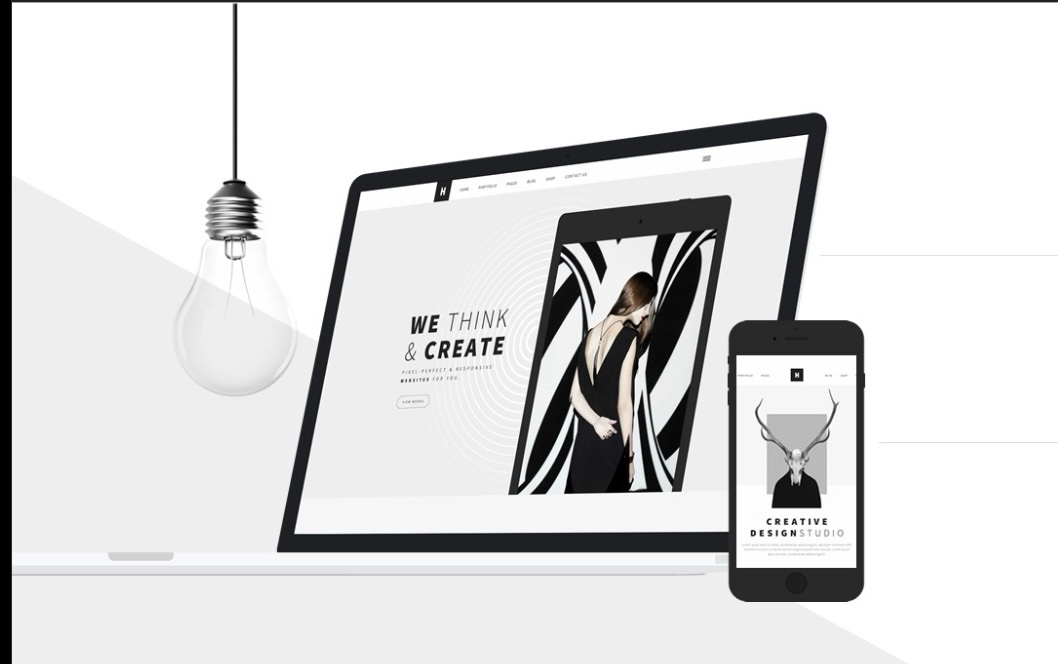 H
HOME PORTFOLIO PAGES BLOG SHOP CONTACT US
WE THINK
& CREATE
PIXEL-PERFECT & RESPONSIVE
WEBSITES FOR YOU.
VIEW WORKS
PORTFOLIO PAGES H BLOG SHOP
CREATIVE
DESIGNSTUDIO